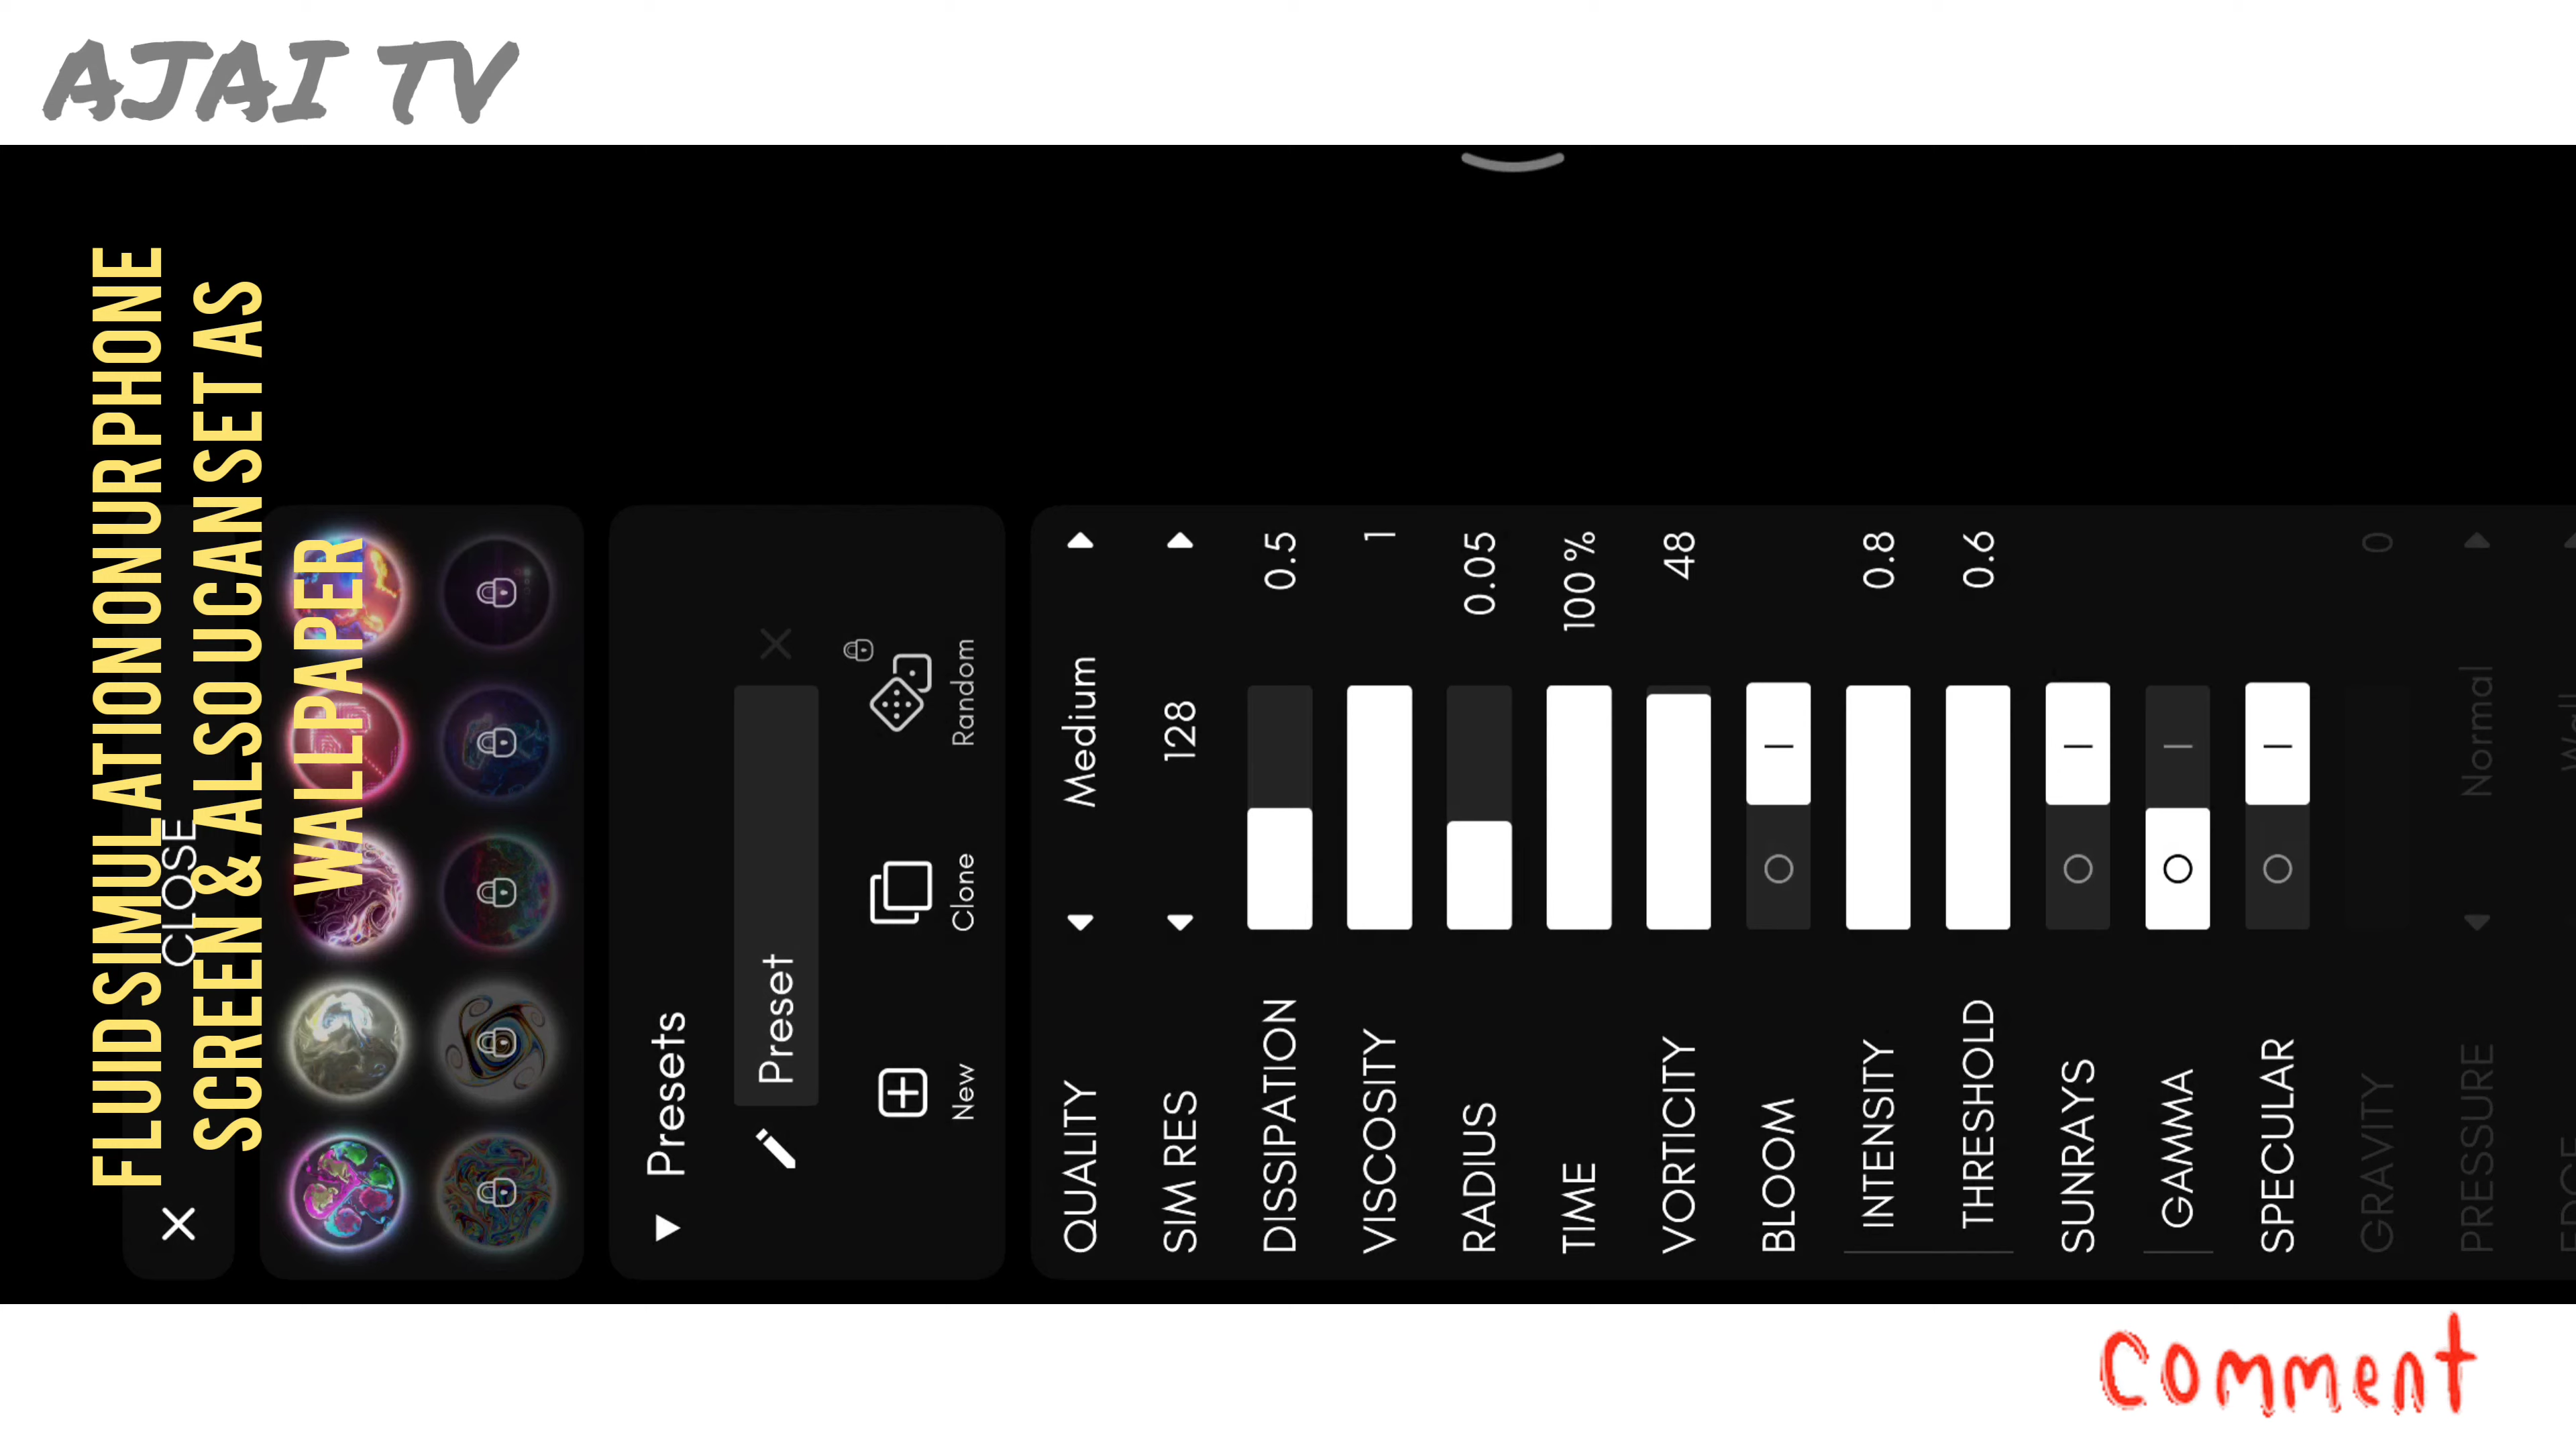 AJAI TV
FLUID SIMULATION ON UR PHONE
SCREEN & ALSO U CAN SET AS
WALLPAPER
CLOSE
Presets
Preset
New
Clone
Random
QUALITY Medium
SIM RES 128
DISSIPATION 0.5
VISCOSITY 1
RADIUS 0.05
TIME 100 %
VORTICITY 48
BLOOM
INTENSITY 0.8
THRESHOLD 0.6
SUNRAYS
GAMMA
SPECULAR
GRAVITY 0
PRESSURE Normal
comment